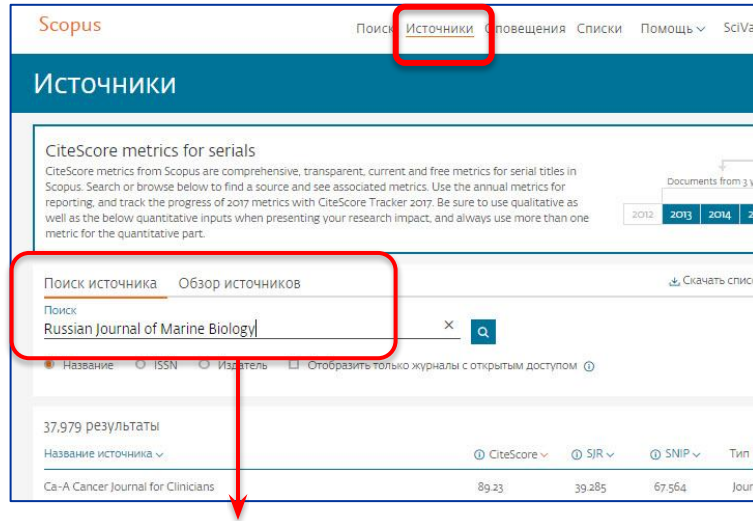 Scopus
Поиск Источники Оповещения Списки Помощь SciVa
Источники
CiteScore metrics for serials
CiteScore metrics from Scopus are comprehensive, transparent, current and free metrics for serial titles in
Scopus. Search or browse below to find a source and see associated metrics. Use the annual metrics for
reporting, and track the progress of 2017 metrics with CiteScore Tracker 2017. Be sure to use qualitative as
well as the below quantitative inputs when presenting your research impact, and always use more than one
metric for the quantitative part.
Documents from 3 y
2012 2013 2014 2
Поиск источника Обзор источников
Скачать списо
Поиск
Russian Journal of Marine Biology
Название ISSN Издатель Отобразить только журналы с открытым доступом
37,979 результаты
Название источника CiteScore SJR SNIP Тип
Ca-A Cancer Journal for Clinicians 89.23 39.285 67.564 Jour